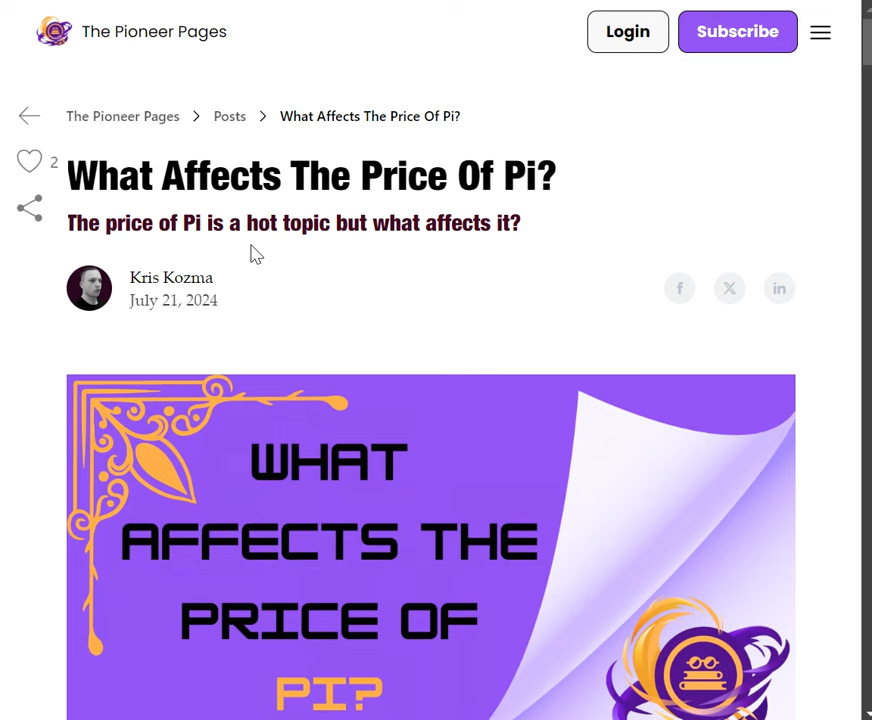 The Pioneer Pages
Login
Subscribe
The Pioneer Pages > Posts > What Affects The Price Of Pi?
2
What Affects The Price Of Pi?
The price of Pi is a hot topic but what affects it?
Kris Kozma
July 21, 2024
f
X
in
WHAT
AFFECTS THE
PRICE OF
PI?